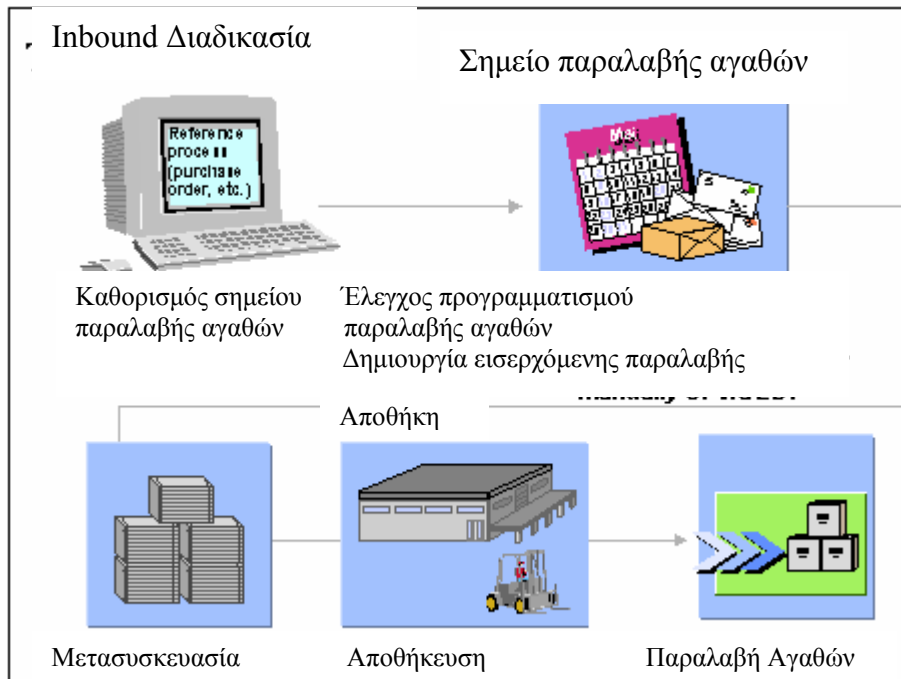 Inbound Διαδικασία
Σημείο παραλαβής αγαθών
Reference
process
(purchase
order, etc.)
Mai
Καθορισμός σημείου
παραλαβής αγαθών
Έλεγχος προγραμματισμού
παραλαβής αγαθών
Δημιουργία εισερχόμενης παραλαβής
Αποθήκη
Μετασυσκευασία
Αποθήκευση
Παραλαβή Αγαθών